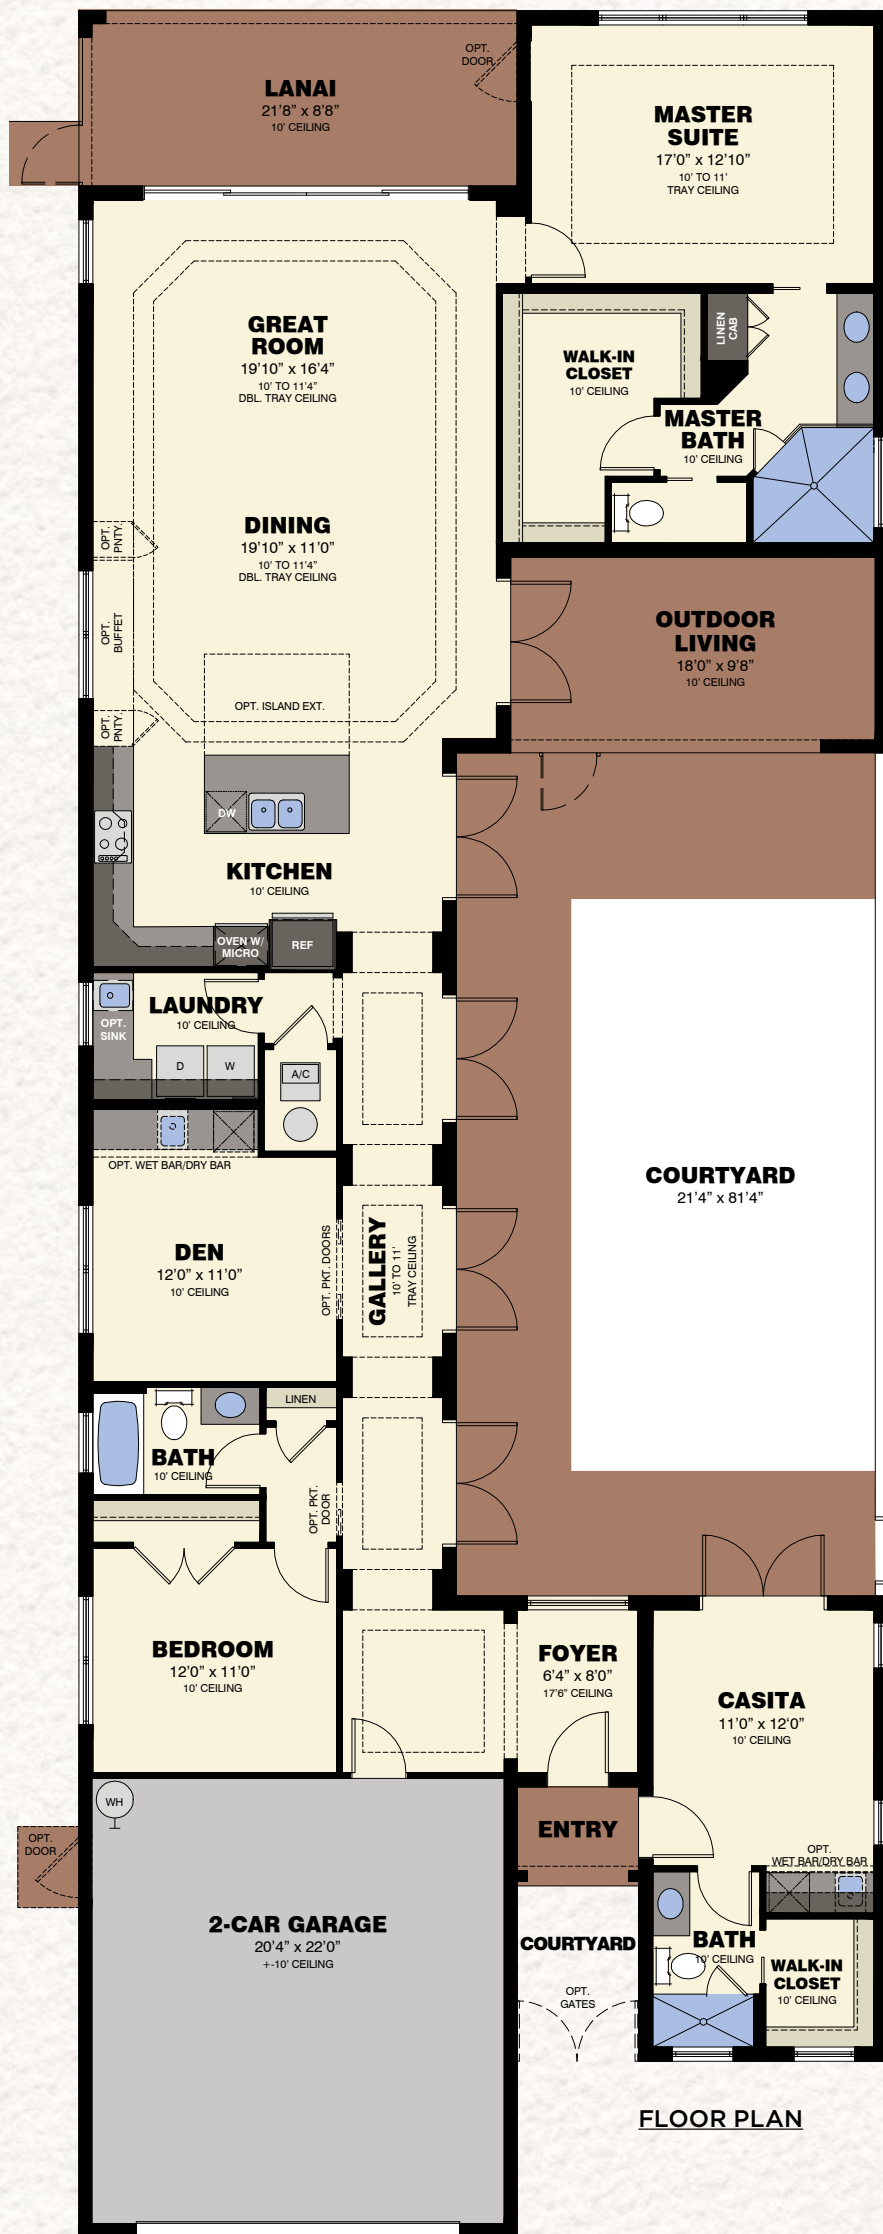 OPT.
DOOR
LANAI
21'8" x 8'8"
10' CEILING
MASTER
SUITE
17'0" x 12'10"
10' TO 11'
TRAY CEILING
GREAT
ROOM
19'10" x 16'4"
10' TO 11'4"
DBL. TRAY CEILING
LINEN
CAB
WALK-IN
CLOSET
10' CEILING
MASTER
BATH
10' CEILING
DINING
19'10" x 11'0"
10' TO 11'4"
DBL. TRAY CEILING
OPT.
PNTY.
OPT.
BUFFET
OPT.
PNTY.
OUTDOOR
LIVING
18'0" x 9'8"
10' CEILING
OPT. ISLAND EXT.
DW
KITCHEN
10' CEILING
OVEN W/
MICRO
REF
LAUNDRY
10' CEILING
OPT.
SINK
D
W
A/C
OPT. WET BAR/DRY BAR
COURTYARD
21'4" x 81'4"
DEN
12'0" x 11'0"
10' CEILING
OPT. PKT. DOORS
GALLERY
10' TO 11'
TRAY CEILING
LINEN
BATH
10' CEILING
OPT. PKT.
DOOR
BEDROOM
12'0" x 11'0"
10' CEILING
FOYER
6'4" x 8'0"
17'6" CEILING
CASITA
11'0" x 12'0"
10' CEILING
WH
OPT.
DOOR
ENTRY
OPT.
WET BAR/DRY BAR
2-CAR GARAGE
20'4" x 22'0"
+-10' CEILING
COURTYARD
OPT.
GATES
BATH
10' CEILING
WALK-IN
CLOSET
10' CEILING
FLOOR PLAN